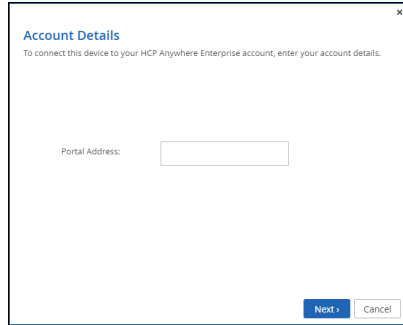 ×
Account Details
To connect this device to your HCP Anywhere Enterprise account, enter your account details.
Portal Address:
Next ›
Cancel